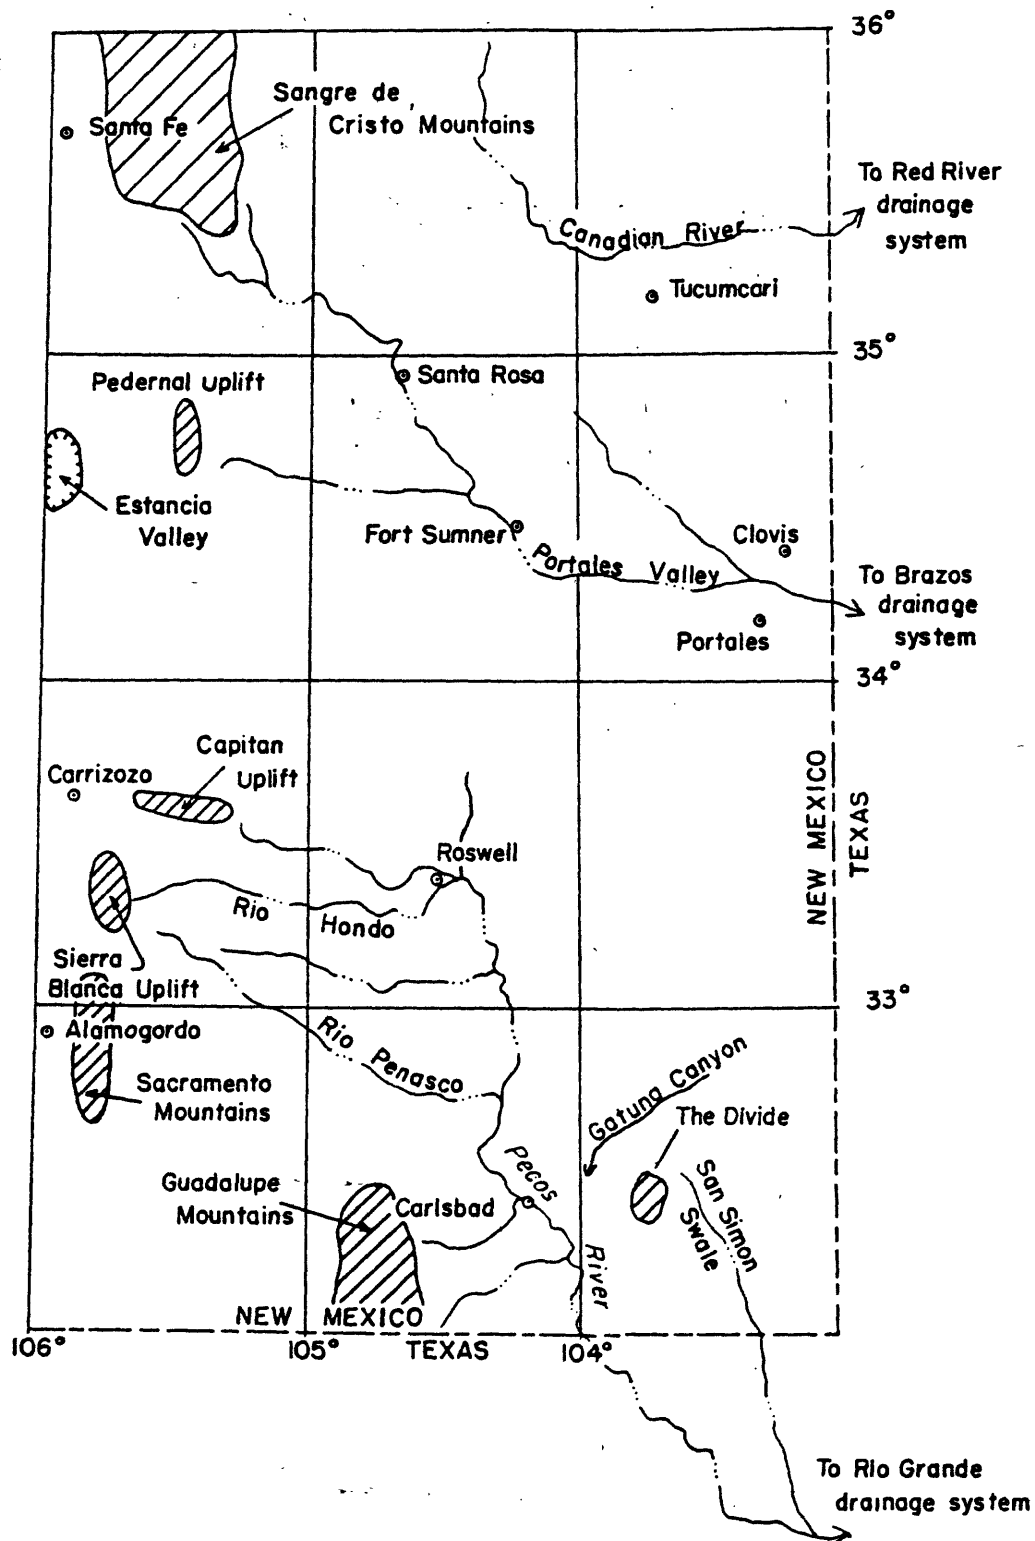 36°
Sangre de
Cristo Mountains
Santa Fe
To Red River
drainage
system
Canadian River
Tucumcari
35°
Santa Rosa
Pedernal Uplift
Estancia
Valley
Fort Sumner
Clovis
Portales Valley
To Brazos
drainage
system
Portales
34°
Capitan
Uplift
Carrizozo
NEW MEXICO
TEXAS
Roswell
Rio Hondo
Sierra
Blanca Uplift
33°
Alamogordo
Rio Penasco
Sacramento
Mountains
Gatuna Canyon
The Divide
Guadalupe
Mountains
Carlsbad
Pecos River
San Simon
Swale
NEW MEXICO
TEXAS
106°
105°
104°
To Rio Grande
drainage system